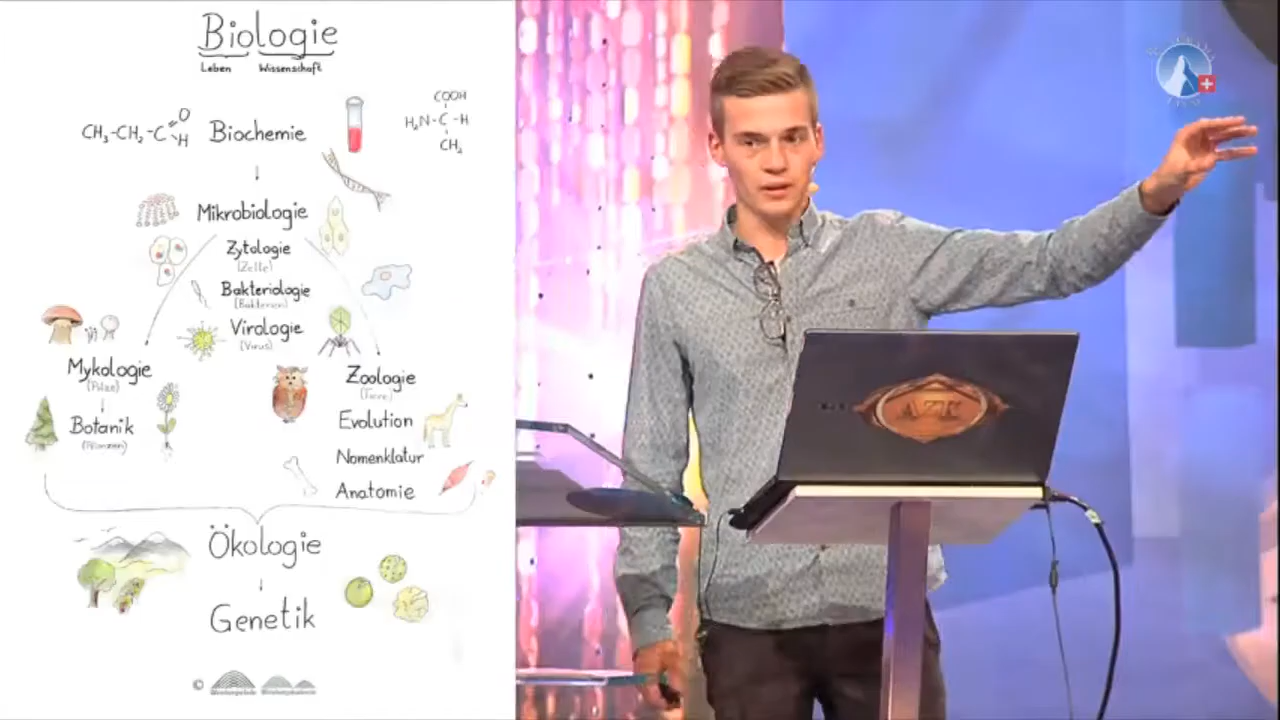 Biologie
Leben Wissenschaft
CH₃-CH₂-C O H
Biochemie
COOH
H₂N-C-H
CH₃
Mikrobiologie
Zytologie
(Zelle)
Bakteriologie
(Bakterien)
Virologie
(Virus)
Mykologie
(Pilze)
Botanik
(Pflanzen)
Zoologie
(Tiere)
Evolution
Nomenklatur
Anatomie
Ökologie
Genetik
©
AZK